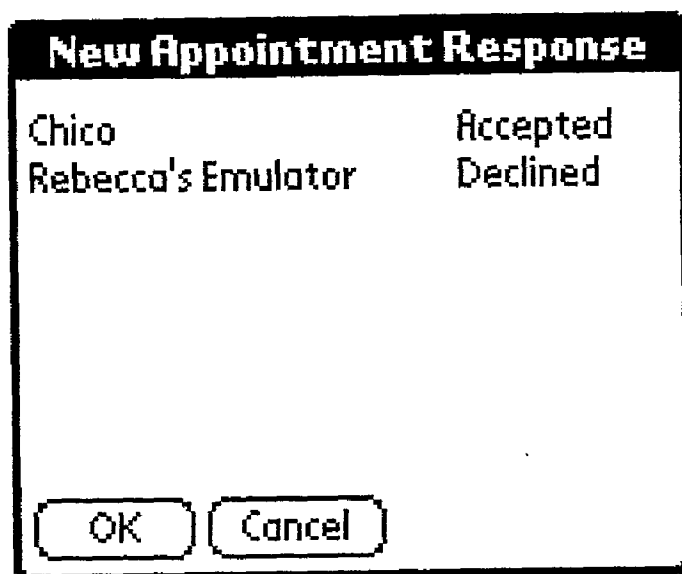 New Appointment Response
Chico Accepted
Rebecca's Emulator Declined
OK Cancel